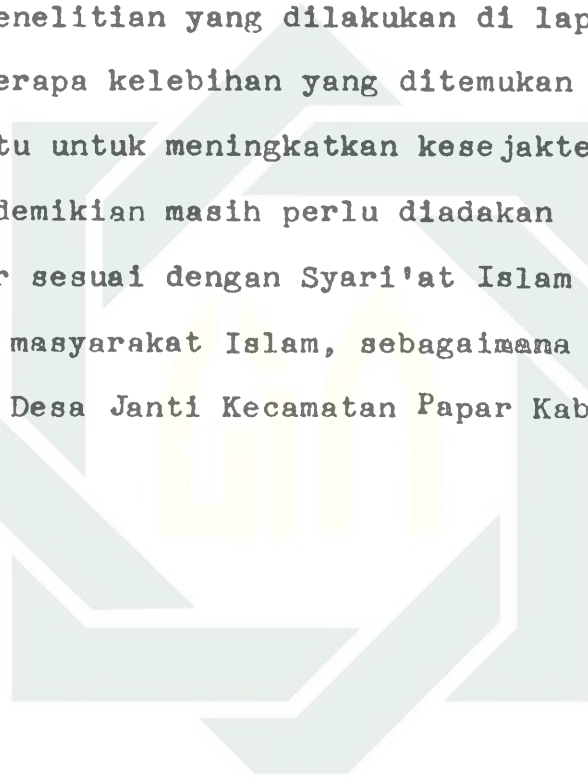 enelitian yang dilakukan di lap
erapa kelebihan yang ditemukan
tu untuk meningkatkan kesejakte
demikian masih perlu diadakan
r sesuai dengan Syari'at Islam
masyarakat Islam, sebagaimana
Desa Janti Kecamatan Papar Kab